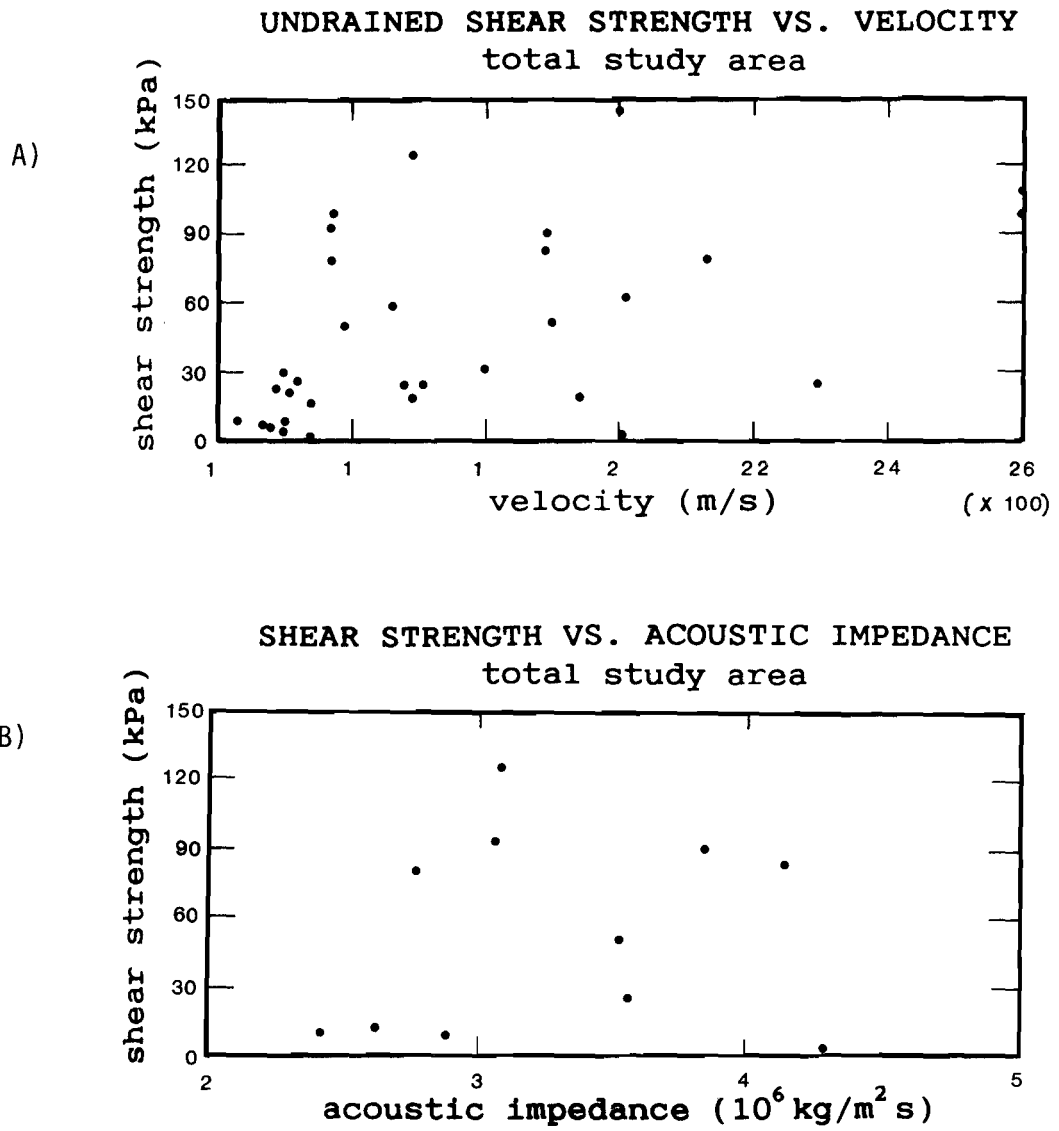 UNDRAINED SHEAR STRENGTH VS. VELOCITY
total study area
A)
shear strength (kPa)
150
120
90
60
30
0
1 1 1 2 22 24 26
velocity (m/s) (x 100)
SHEAR STRENGTH VS. ACOUSTIC IMPEDANCE
total study area
B)
shear strength (kPa)
150
120
90
60
30
0
2 3 4 5
acoustic impedance (10⁶ kg/m² s)